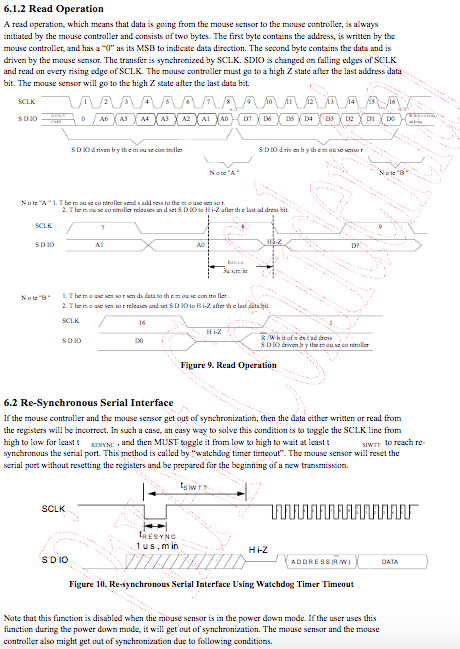 6.1.2 Read Operation
A read operation, which means that data is going from the mouse sensor to the mouse controller, is always
initiated by the mouse controller and consists of two bytes. The first byte contains the address, is written by the
mouse controller, and has a "0" as its MSB to indicate data direction. The second byte contains the data and is
driven by the mouse sensor. The transfer is synchronized by SCLK. SDIO is changed on falling edges of SCLK
and read on every rising edge of SCLK. The mouse controller must go to a high Z state after the last address data
bit. The mouse sensor will go to the high Z state after the last data bit.
SCLK 1 2 3 4 5 6 7 8 9 10 11 12 13 14 15 16
SDIO 0 A6 A5 A4 A3 A2 A1 A0 D7 D6 D5 D4 D3 D2 D1 D0
SDIO driven by the mouse controller SDIO driven by the mouse sensor
Note "A" Note "B"
Note "A" 1. The mouse controller sends address to the mouse sensor.
2. The mouse controller releases and set SDIO to Hi-Z after the last address bit.
SCLK 7 8 9
SDIO A1 A0 Hi-Z D7
3us,min
Note "B" 1. The mouse sensor sends data to the mouse controller.
2. The mouse sensor releases and set SDIO to Hi-Z after the last data bit.
SCLK 16 1
Hi-Z
SDIO D0 R/W bit of next address
SDIO driven by the mouse controller
Figure 9. Read Operation
6.2 Re-Synchronous Serial Interface
If the mouse controller and the mouse sensor get out of synchronization, then the data either written or read from
the registers will be incorrect. In such a case, an easy way to solve this condition is to toggle the SCLK line from
high to low for least t RESYNC , and then MUST toggle it from low to high to wait at least t SIWTT to reach re-
synchronous the serial port. This method is called by "watchdog timer timeout". The mouse sensor will reset the
serial port without resetting the registers and be prepared for the beginning of a new transmission.
tSIWTT
SCLK
tRESYNC
1us,min
Hi-Z
SDIO ADDRESS(R/W) DATA
Figure 10. Re-synchronous Serial Interface Using Watchdog Timer Timeout
Note that this function is disabled when the mouse sensor is in the power down mode. If the user uses this
function during the power down mode, it will get out of synchronization. The mouse sensor and the mouse
controller also might get out of synchronization due to following conditions.